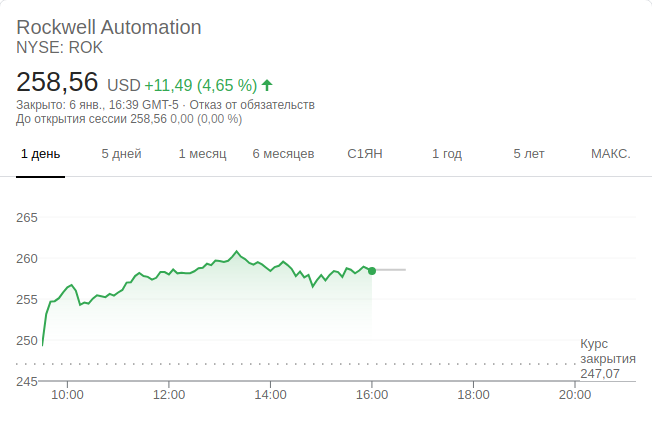 Rockwell Automation
NYSE: ROK
258,56 USD +11,49 (4,65 %)
Закрыто: 6 янв., 16:39 GMT-5 · Отказ от обязательств
До открытия сессии 258,56 0,00 (0,00 %)
1 день 5 дней 1 месяц 6 месяцев С1ЯН 1 год 5 лет МАКС.
265
260
255
250
Курс
закрытия
247,07
245
10:00 12:00 14:00 16:00 18:00 20:00